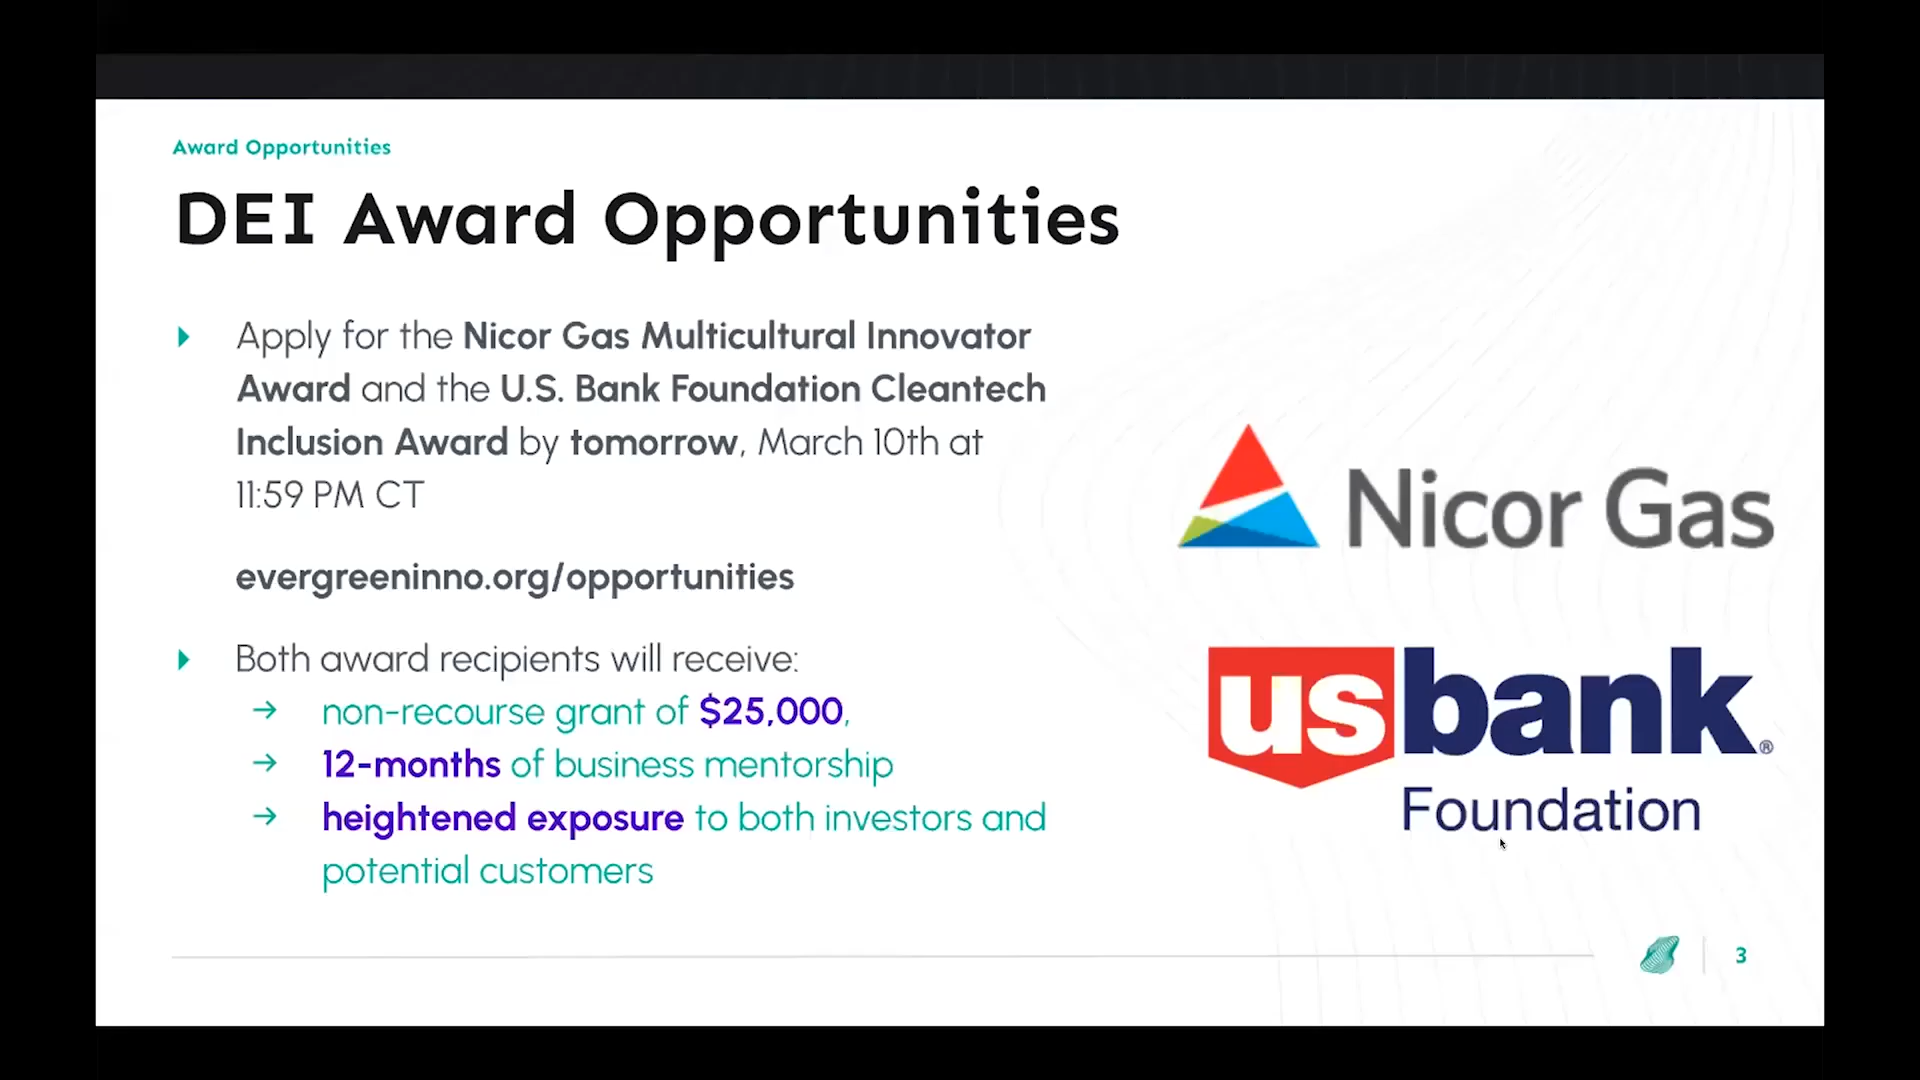 Award Opportunities
DEI Award Opportunities
Apply for the Nicor Gas Multicultural Innovator
Award and the U.S. Bank Foundation Cleantech
Inclusion Award by tomorrow, March 10th at
11:59 PM CT
evergreeninno.org/opportunities
Both award recipients will receive:
→ non-recourse grant of $25,000,
→ 12-months of business mentorship
→ heightened exposure to both investors and
potential customers
Nicor Gas
usbank®
Foundation
3